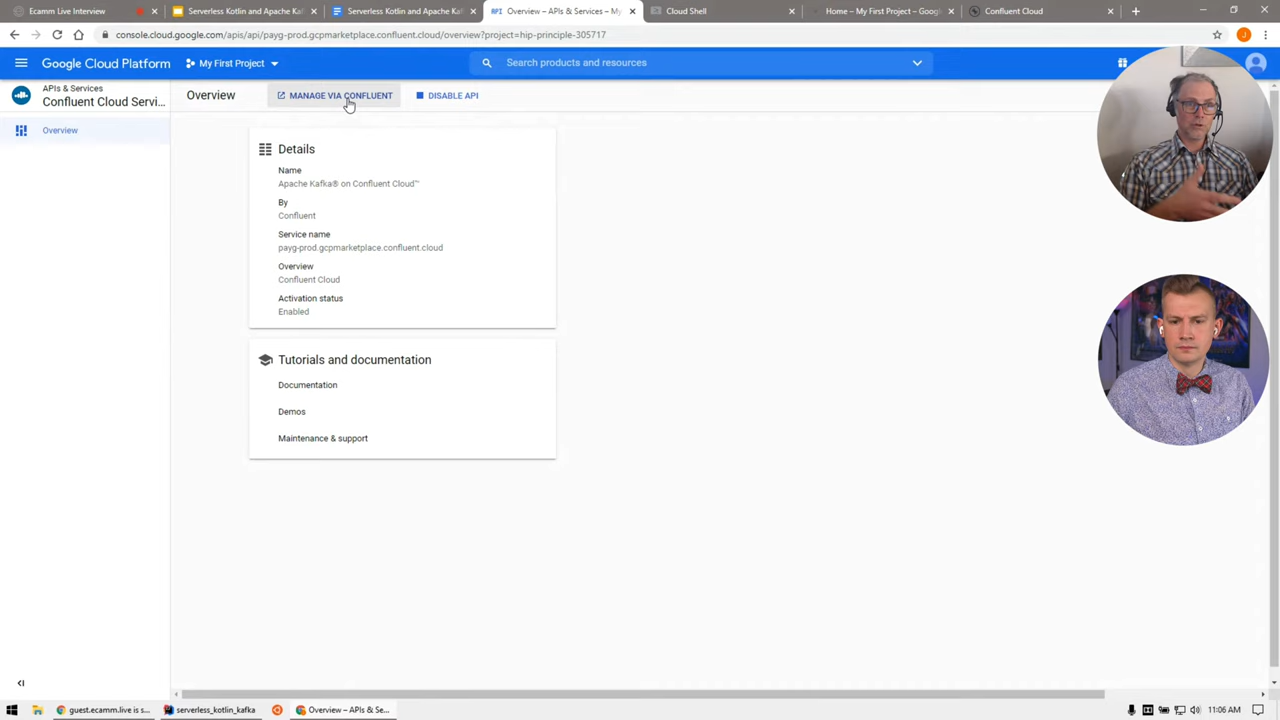 Ecamm Live Interview
Serverless Kotlin and Apache Ka
Serverless Kotlin and Apache Kaf
API Overview – APIs & Services – My
Cloud Shell
Home – My First Project – Google
Confluent Cloud
console.cloud.google.com/apis/api/payg-prod.gcpmarketplace.confluent.cloud/overview?project=hip-principle-305717
J
Google Cloud Platform
My First Project
Search products and resources
APIs & Services
Confluent Cloud Servi...
Overview
MANAGE VIA CONFLUENT
DISABLE API
Overview
Details
Name
Apache Kafka® on Confluent Cloud™
By
Confluent
Service name
payg-prod.gcpmarketplace.confluent.cloud
Overview
Confluent Cloud
Activation status
Enabled
Tutorials and documentation
Documentation
Demos
Maintenance & support
guest.ecamm.live is s...
serverless_kotlin_kafka
Overview – APIs & Se...
11:06 AM